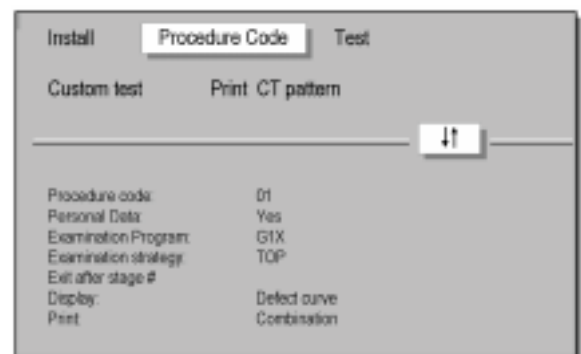 Install Procedure Code Test
Custom test Print CT pattern
↓↑
Procedure code: 01
Personal Data: Yes
Examination Program: G1X
Examination strategy: TOP
Exit after stage #
Display: Defect curve
Print Combination